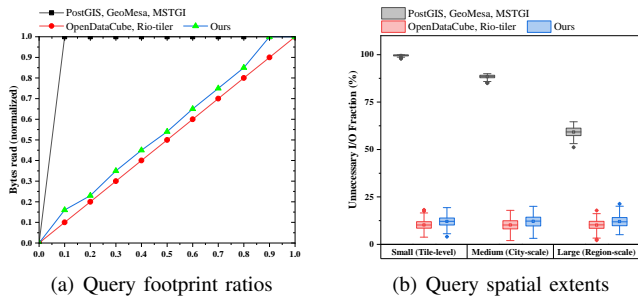 PostGIS, GeoMesa, MSTGI
OpenDataCube, Rio-tiler
Ours
Bytes read (normalized)
1.0
0.9
0.8
0.7
0.6
0.5
0.4
0.3
0.2
0.1
0.0
0.0 0.1 0.2 0.3 0.4 0.5 0.6 0.7 0.8 0.9 1.0
(a) Query footprint ratios
PostGIS, GeoMesa, MSTGI
OpenDataCube, Rio-tiler Ours
Unnecessary I/O Fraction (%)
100
75
50
25
0
Small (Tile-level) Medium (City-scale) Large (Region-scale)
(b) Query spatial extents